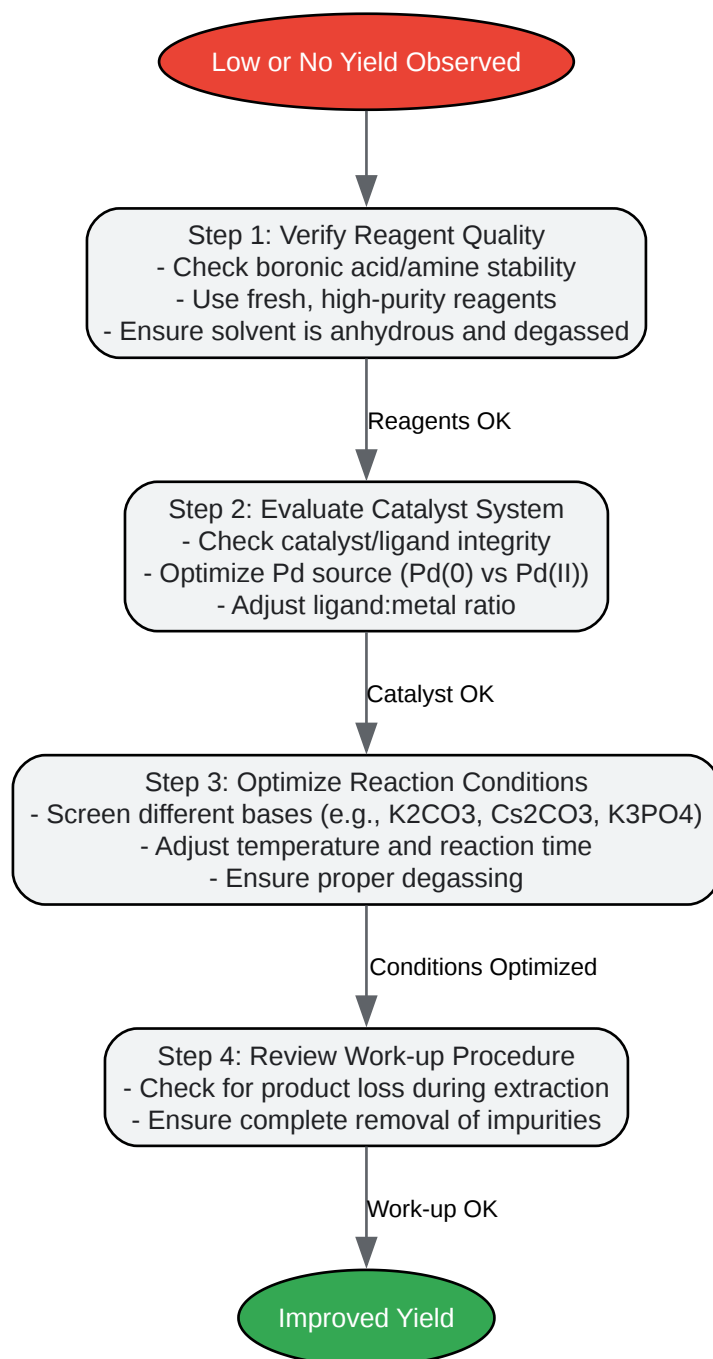 Low or No Yield Observed
Step 1: Verify Reagent Quality
- Check boronic acid/amine stability
- Use fresh, high-purity reagents
- Ensure solvent is anhydrous and degassed
Reagents OK
Step 2: Evaluate Catalyst System
- Check catalyst/ligand integrity
- Optimize Pd source (Pd(0) vs Pd(II))
- Adjust ligand:metal ratio
Catalyst OK
Step 3: Optimize Reaction Conditions
- Screen different bases (e.g., K2CO3, Cs2CO3, K3PO4)
- Adjust temperature and reaction time
- Ensure proper degassing
Conditions Optimized
Step 4: Review Work-up Procedure
- Check for product loss during extraction
- Ensure complete removal of impurities
Work-up OK
Improved Yield